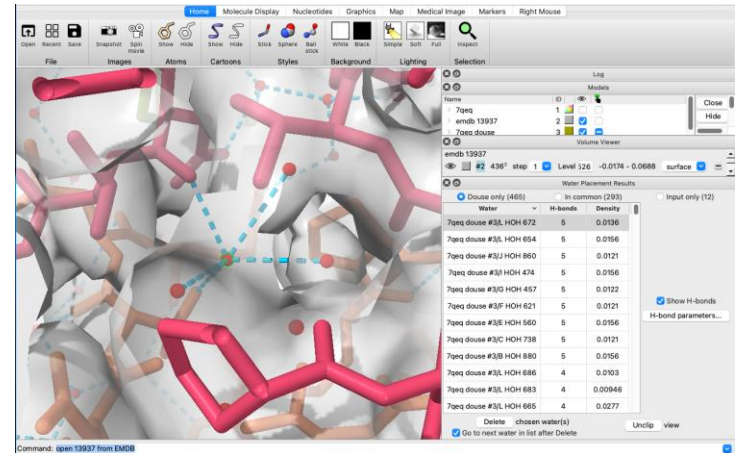 Home Molecule Display Nucleotides Graphics Map Medical Image Markers Right Mouse
Open Recent Save Snapshot Spin movie Show Hide Show Hide Stick Sphere Ball stick White Black Simple Soft Full Inspect
File Images Atoms Cartoons Styles Background Lighting Selection
Log
Models
Name ID
7qeq 1
emdb 13937 2
7qeq douse 3
Close
Hide
Volume Viewer
emdb 13937
#2 436³ step 1 Level 526 -0.0174 - 0.0688 surface
Water Placement Results
Douse only (465) In common (293) Input only (12)
Water H-bonds Density
7qeq douse #3/L HOH 672 5 0.0136
7qeq douse #3/L HOH 654 5 0.0156
7qeq douse #3/J HOH 860 5 0.0121
7qeq douse #3/I HOH 474 5 0.0156
7qeq douse #3/G HOH 457 5 0.0122
7qeq douse #3/F HOH 621 5 0.0121
7qeq douse #3/E HOH 560 5 0.0156
7qeq douse #3/C HOH 738 5 0.0121
7qeq douse #3/B HOH 880 5 0.0156
7qeq douse #3/L HOH 686 4 0.0103
7qeq douse #3/L HOH 683 4 0.00946
7qeq douse #3/L HOH 665 4 0.0277
Show H-bonds
H-bond parameters...
Delete chosen water(s)
Go to next water in list after Delete
Unclip view
Command: open 13937 from EMDB